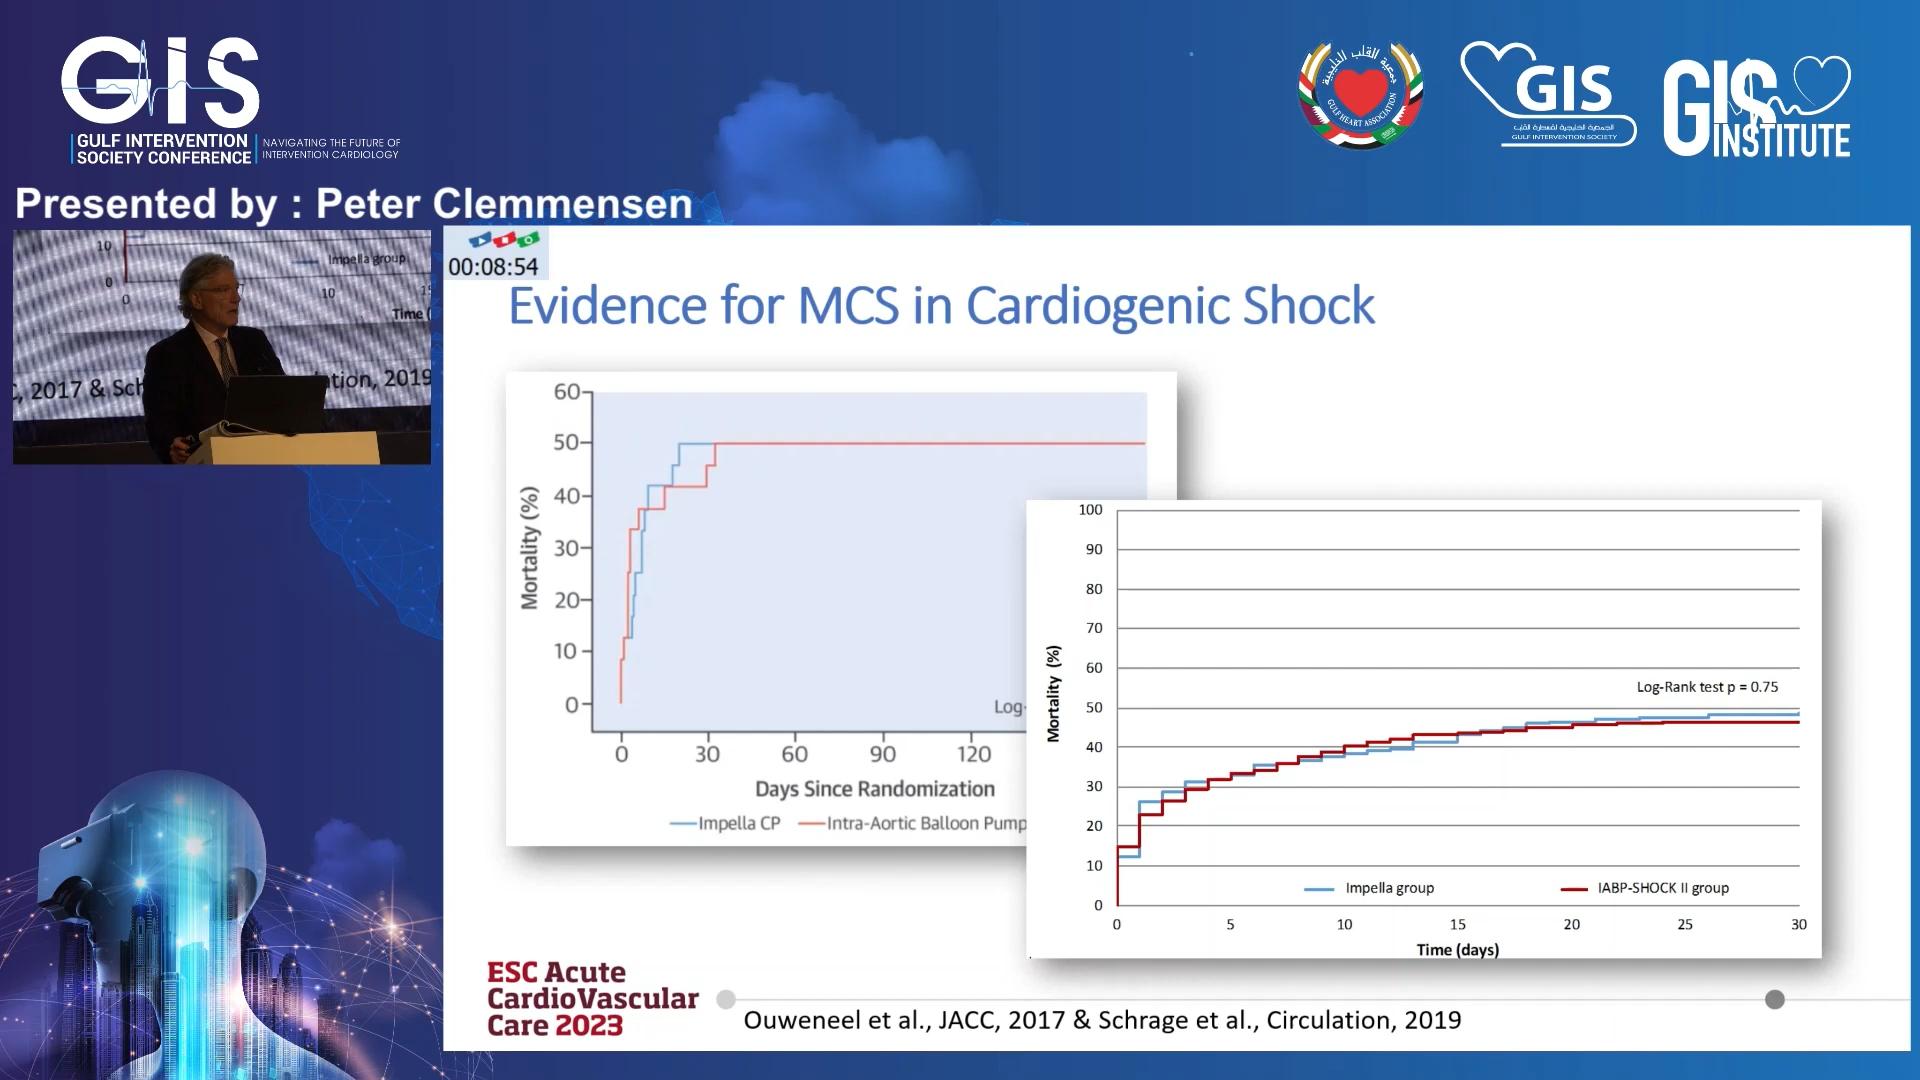 GIS
GULF INTERVENTION
SOCIETY CONFERENCE
NAVIGATING THE FUTURE OF
INTERVENTION CARDIOLOGY
جمعية القلب الخليجية
GULF HEART ASSOCIATION
GIS
الجمعية الخليجية لقسطرة القلب
GULF INTERVENTION SOCIETY
GIS
INSTITUTE
Presented by : Peter Clemmensen
10
0
0
10
Impella group
Time
, 2017 & Sch
tion, 2019
00:08:54
Evidence for MCS in Cardiogenic Shock
60
50
40
30
20
10
0
Mortality (%)
0 30 60 90 120
Log-
Days Since Randomization
Impella CP
Intra-Aortic Balloon Pump
100
90
80
70
60
50
40
30
20
10
0
Mortality (%)
Log-Rank test p = 0.75
Impella group
IABP-SHOCK II group
0 5 10 15 20 25 30
Time (days)
ESC Acute
CardioVascular
Care 2023
Ouweneel et al., JACC, 2017 & Schrage et al., Circulation, 2019